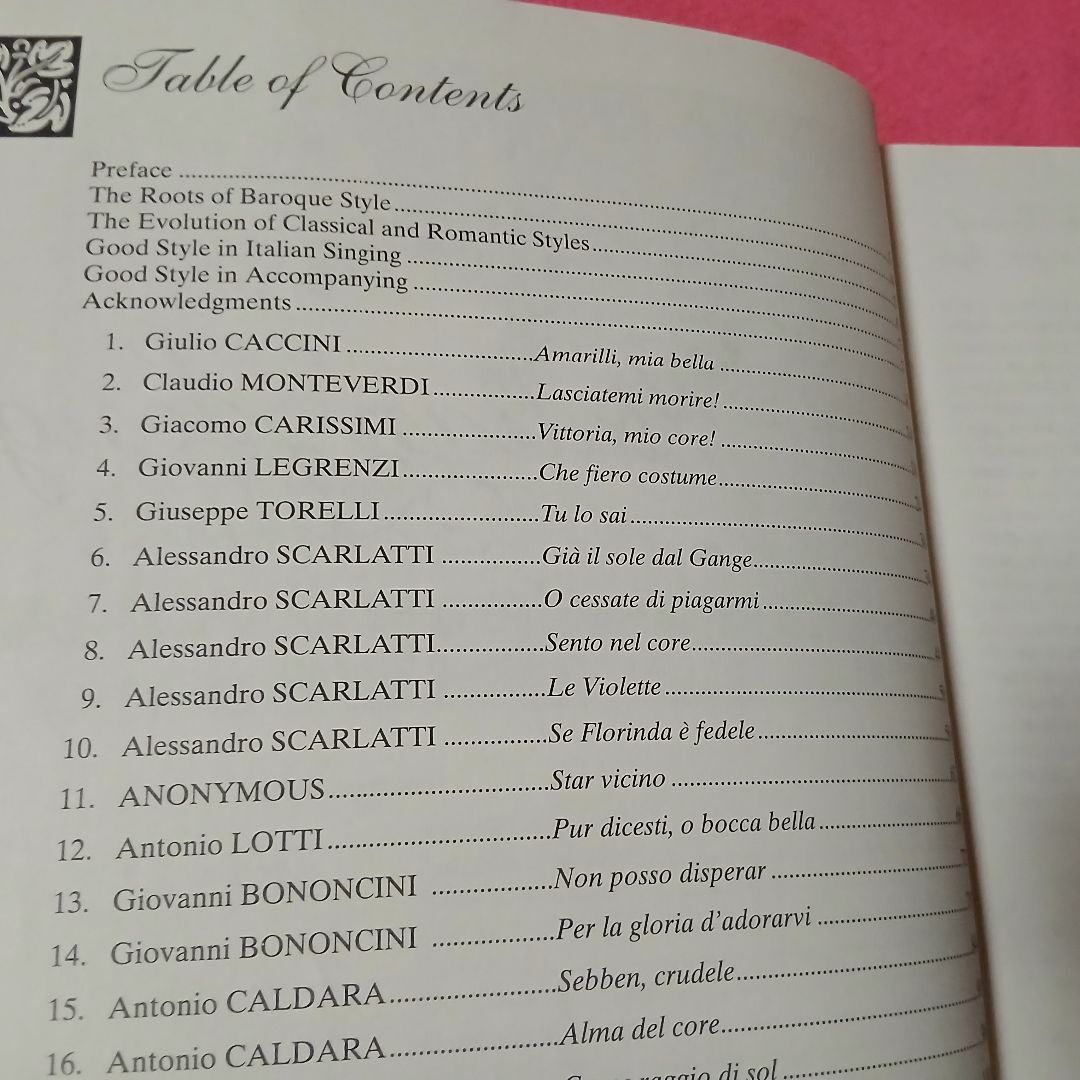 Table of Contents
Preface
The Roots of Baroque Style
The Evolution of Classical and Romantic Styles
Good Style in Italian Singing
Good Style in Accompanying
Acknowledgments
1. Giulio CACCINI Amarilli, mia bella
2. Claudio MONTEVERDI Lasciatemi morire!
3. Giacomo CARISSIMI Vittoria, mio core!
4. Giovanni LEGRENZI Che fiero costume
5. Giuseppe TORELLI Tu lo sai
6. Alessandro SCARLATTI Già il sole dal Gange
7. Alessandro SCARLATTI O cessate di piagarmi
8. Alessandro SCARLATTI Sento nel core
9. Alessandro SCARLATTI Le Violette
10. Alessandro SCARLATTI Se Florinda è fedele
11. ANONYMOUS Star vicino
12. Antonio LOTTI Pur dicesti, o bocca bella
13. Giovanni BONONCINI Non posso disperar
14. Giovanni BONONCINI Per la gloria d'adorarvi
15. Antonio CALDARA Sebben, crudele
16. Antonio CALDARA Alma del core
raggio di sol